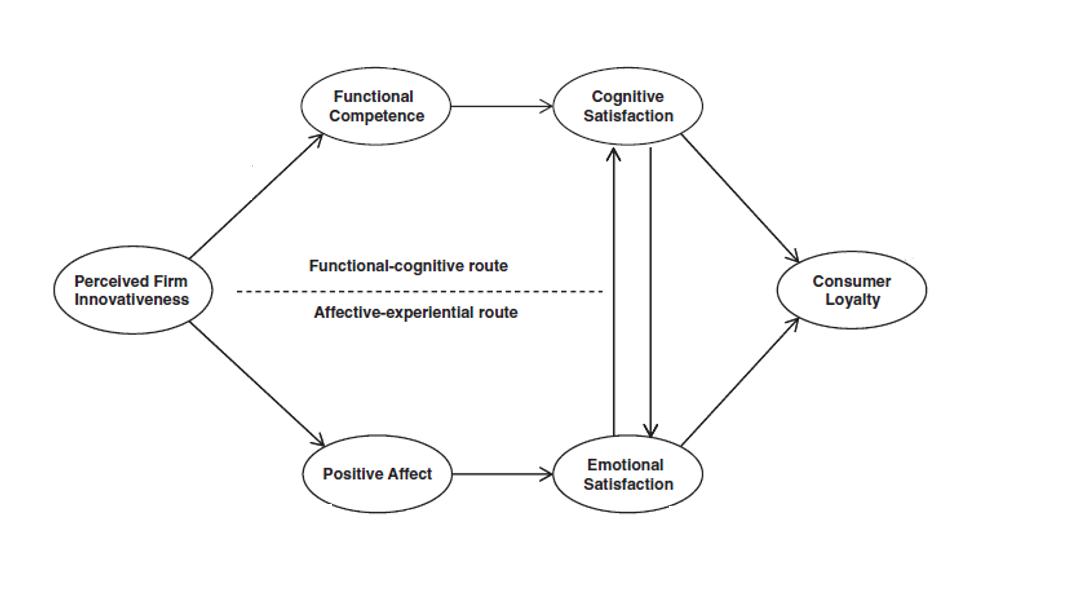 Functional
Competence
Cognitive
Satisfaction
Perceived Firm
Innovativeness
Functional-cognitive route
Affective-experiential route
Consumer
Loyalty
Positive Affect
Emotional
Satisfaction